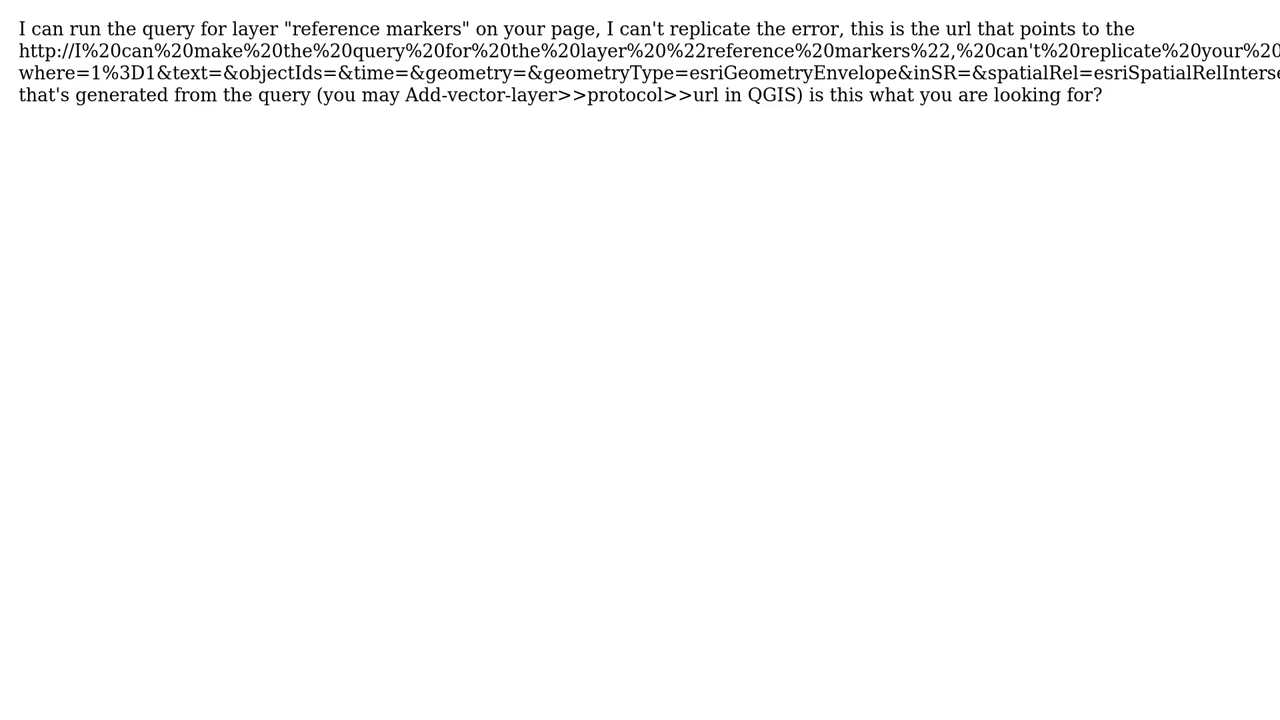 I can run the query for layer "reference markers" on your page, I can't replicate the error, this is the url that points to the
http://I%20can%20make%20the%20query%20for%20the%20layer%20%22reference%20markers%22,%20can't%20replicate%20your%20
where=1%3D1&text=&objectIds=&time=&geometry=&geometryType=esriGeometryEnvelope&inSR=&spatialRel=esriSpatialRelInterse
that's generated from the query (you may Add-vector-layer>>protocol>>url in QGIS) is this what you are looking for?